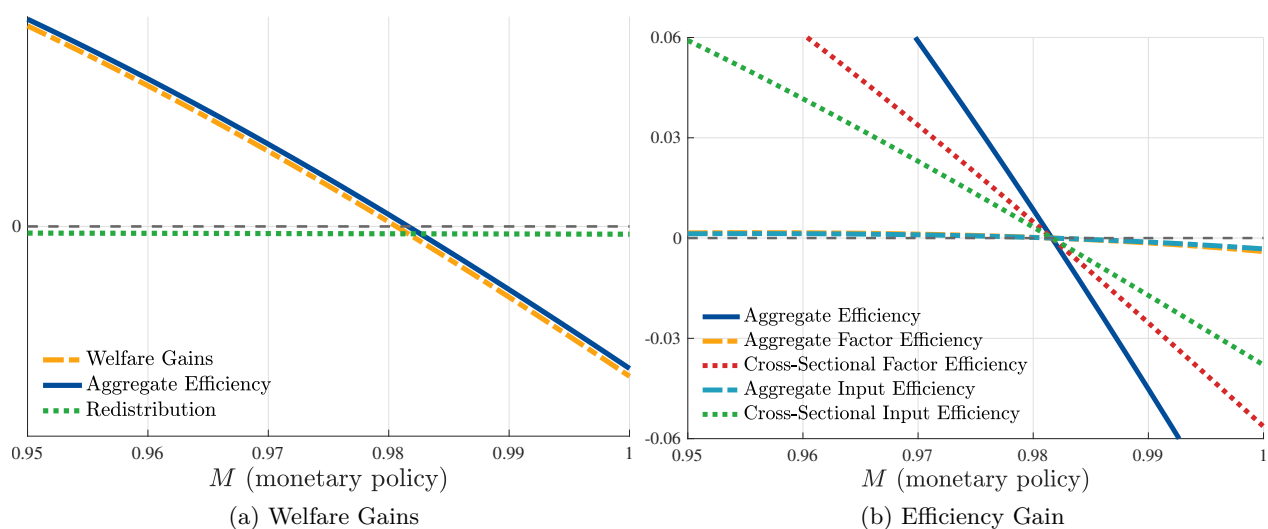 0
Welfare Gains
Aggregate Efficiency
Redistribution
0.95 0.96 0.97 0.98 0.99 1
M (monetary policy)
(a) Welfare Gains
0.06
0.03
0
-0.03
-0.06
Aggregate Efficiency
Aggregate Factor Efficiency
Cross-Sectional Factor Efficiency
Aggregate Input Efficiency
Cross-Sectional Input Efficiency
0.95 0.96 0.97 0.98 0.99 1
M (monetary policy)
(b) Efficiency Gain